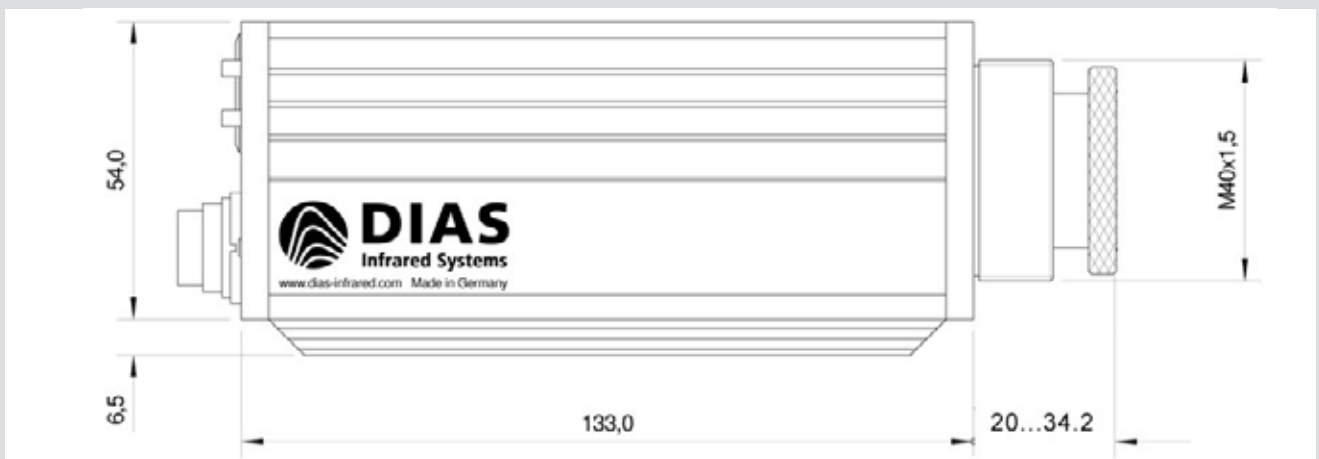 54,0
M40x1,5
DIAS
Infrared Systems
www.dias-infrared.com Made in Germany
6,5
133,0
20...34.2